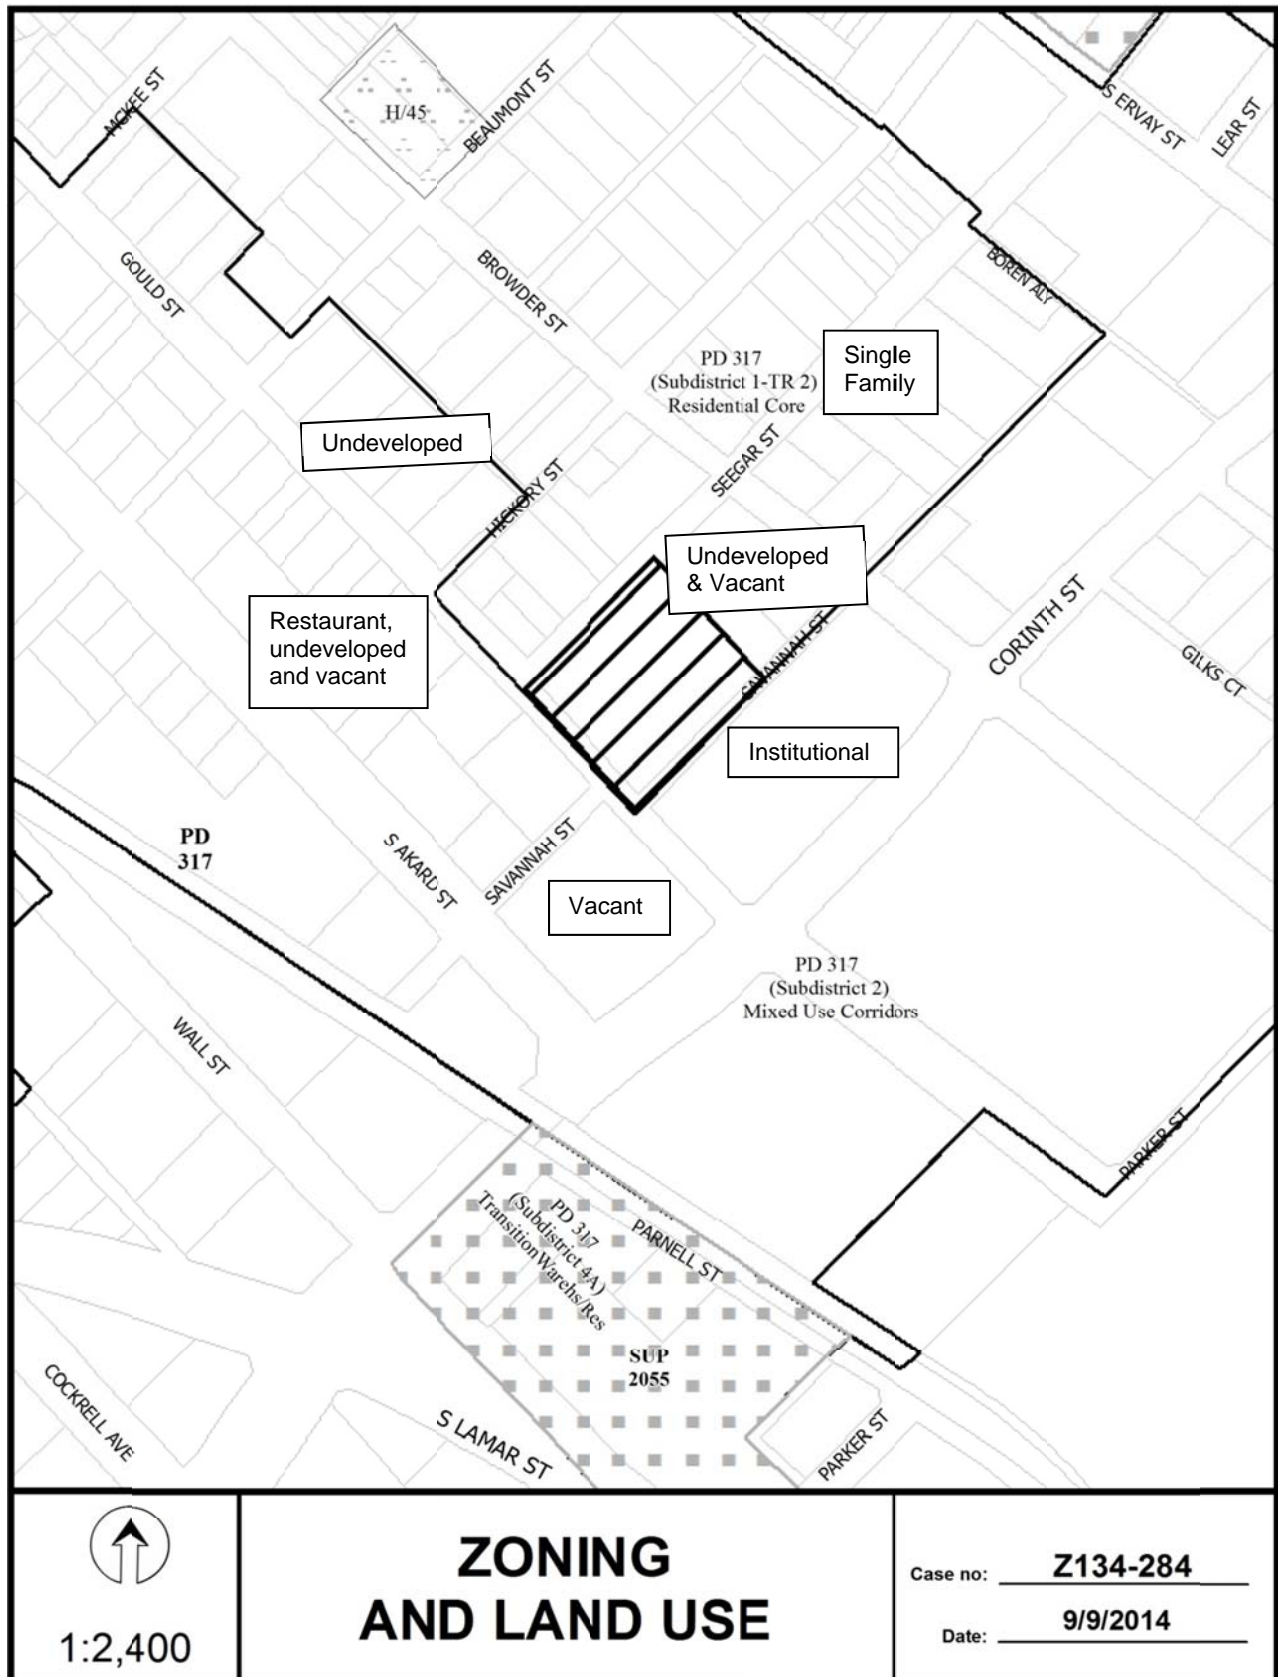 MCKEE ST
H/45
BEAUMONT ST
S ERVAY ST
LEAR ST
GOULD ST
BROWDER ST
BOREN ALY
PD 317
(Subdistrict 1-TR 2)
Residential Core
Single
Family
Undeveloped
SEEGAR ST
HICKORY ST
Undeveloped
& Vacant
Restaurant,
undeveloped
and vacant
SAVANNAH ST
CORINTH ST
GILKS CT
Institutional
PD
317
S AKARD ST
SAVANNAH ST
Vacant
PD 317
(Subdistrict 2)
Mixed Use Corridors
WALL ST
PARKER ST
PD 317
(Subdistrict 4A)
TransitionWarehs/Res
PARNELL ST
SUP
2055
COCKRELL AVE
S LAMAR ST
PARKER ST
1:2,400
ZONING
AND LAND USE
Case no: Z134-284
Date: 9/9/2014